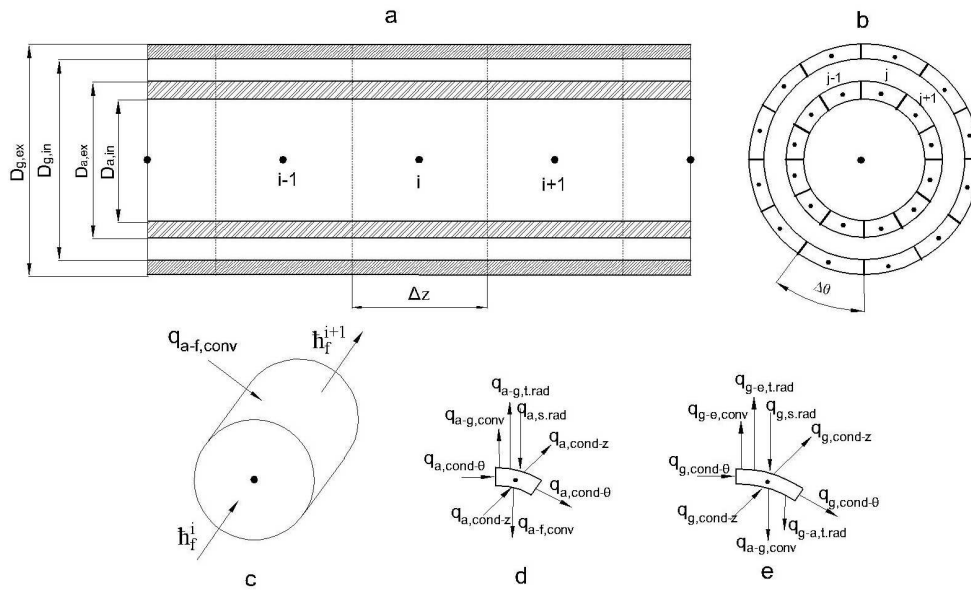 a
b
D_g,ex
D_g,in
D_a,ex
D_a,in
i-1
i
i+1
Δz
j-1
j
j+1
Δθ
q_a-f,conv
ħ_f^i+1
ħ_f^i
c
q_a-g,t.rad
q_a,s.rad
q_a-g,conv
q_a,cond-z
q_a,cond-θ
q_a,cond-θ
q_a,cond-z
q_a-f,conv
d
q_g-e,t.rad
q_g-e,conv
q_g,s.rad
q_g,cond-z
q_g,cond-θ
q_g,cond-θ
q_g,cond-z
q_g-a,t.rad
q_a-g,conv
e